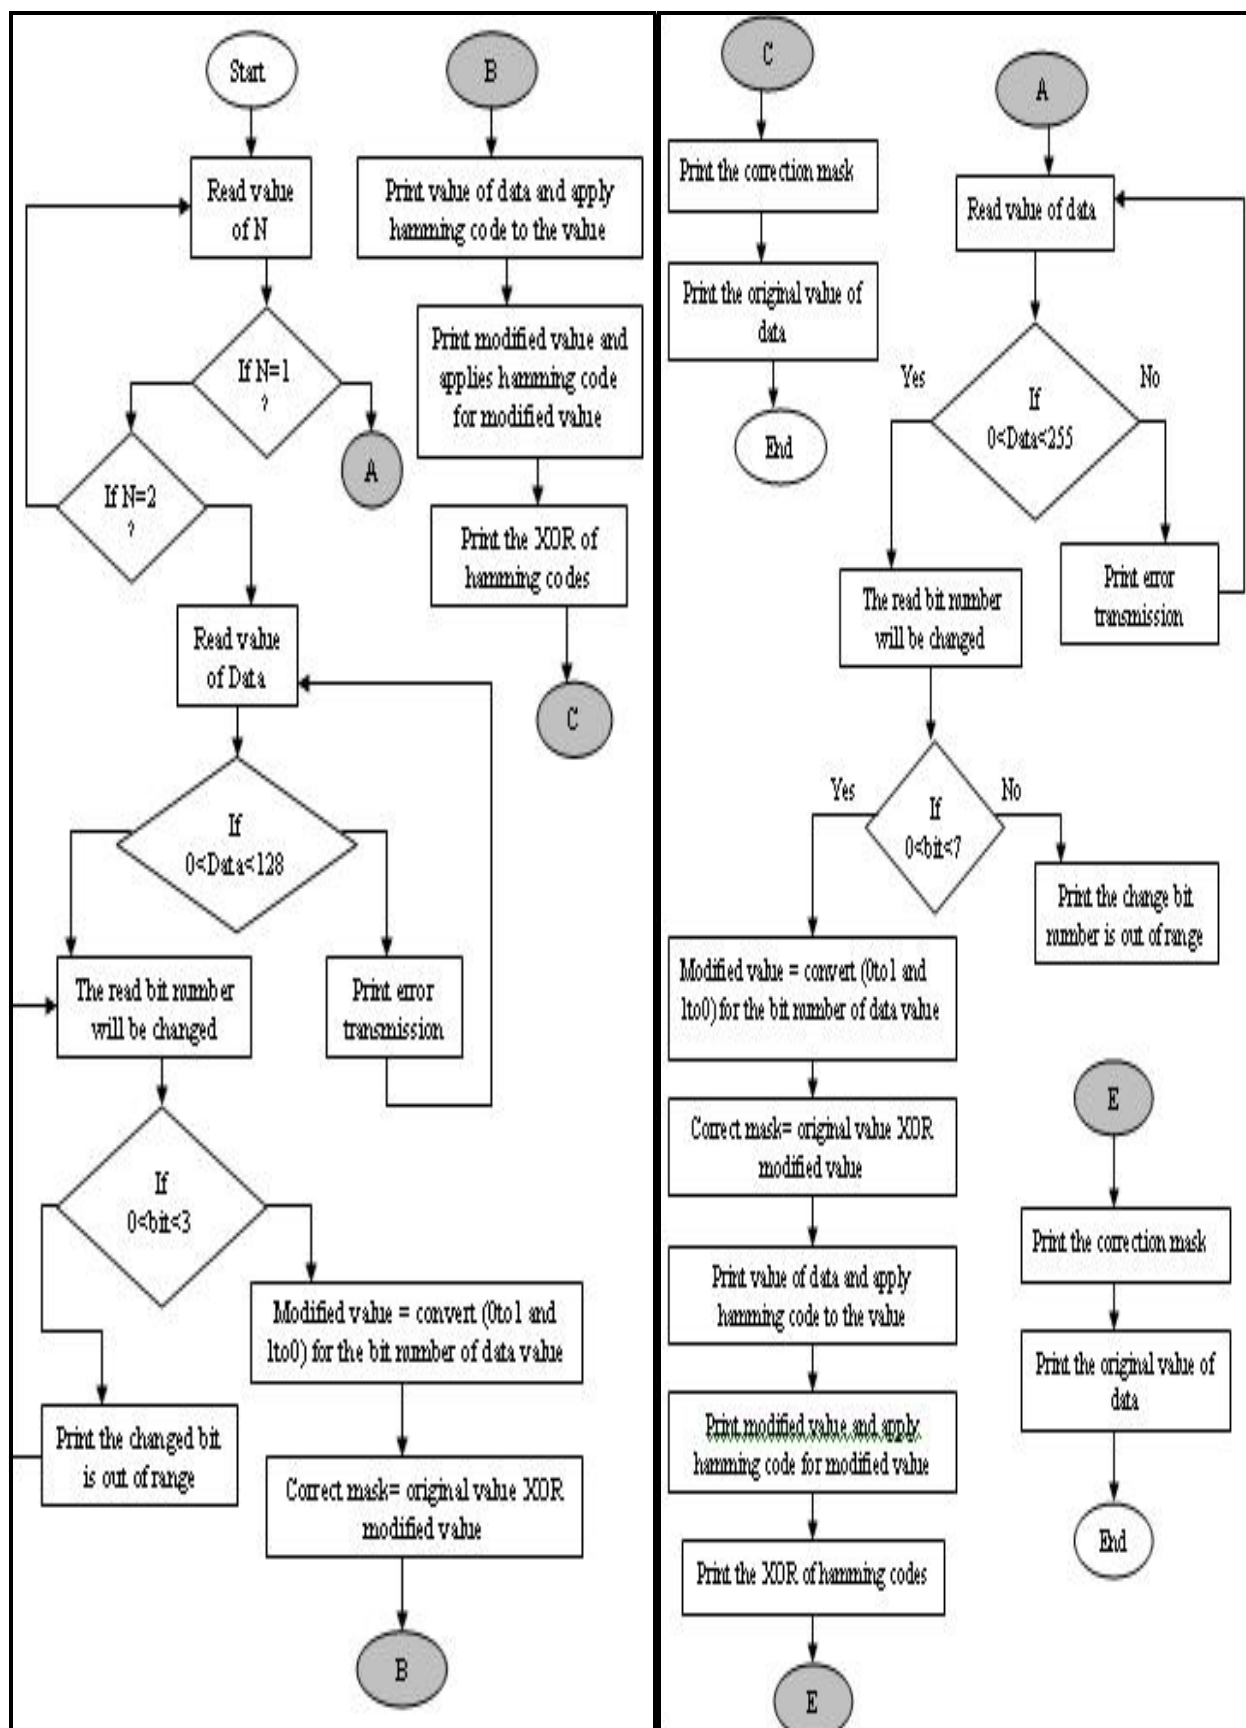 Start
Read value
of N
If N=1
?
A
If N=2
?
Read value
of Data
If
0<Data<128
The read bit number
will be changed
Print error
transmission
If
0<bit<3
Modified value = convert (0to1 and
1to0) for the bit number of data value
Print the changed bit
is out of range
Correct mask= original value XOR
modified value
B
B
Print value of data and apply
hamming code to the value
Print modified value and
applies hamming code
for modified value
Print the XOR of
hamming codes
C
C
Print the correction mask
Print the original value of
data
End
A
Read value of data
Yes
No
If
0<Data<255
The read bit number
will be changed
Print error
transmission
Yes
No
If
0<bit<7
Print the change bit
number is out of range
Modified value = convert (0to1 and
1to0) for the bit number of data value
Correct mask= original value XOR
modified value
Print value of data and apply
hamming code to the value
Print modified value and apply
hamming code for modified value
Print the XOR of hamming codes
E
E
Print the correction mask
Print the original value of
data
End